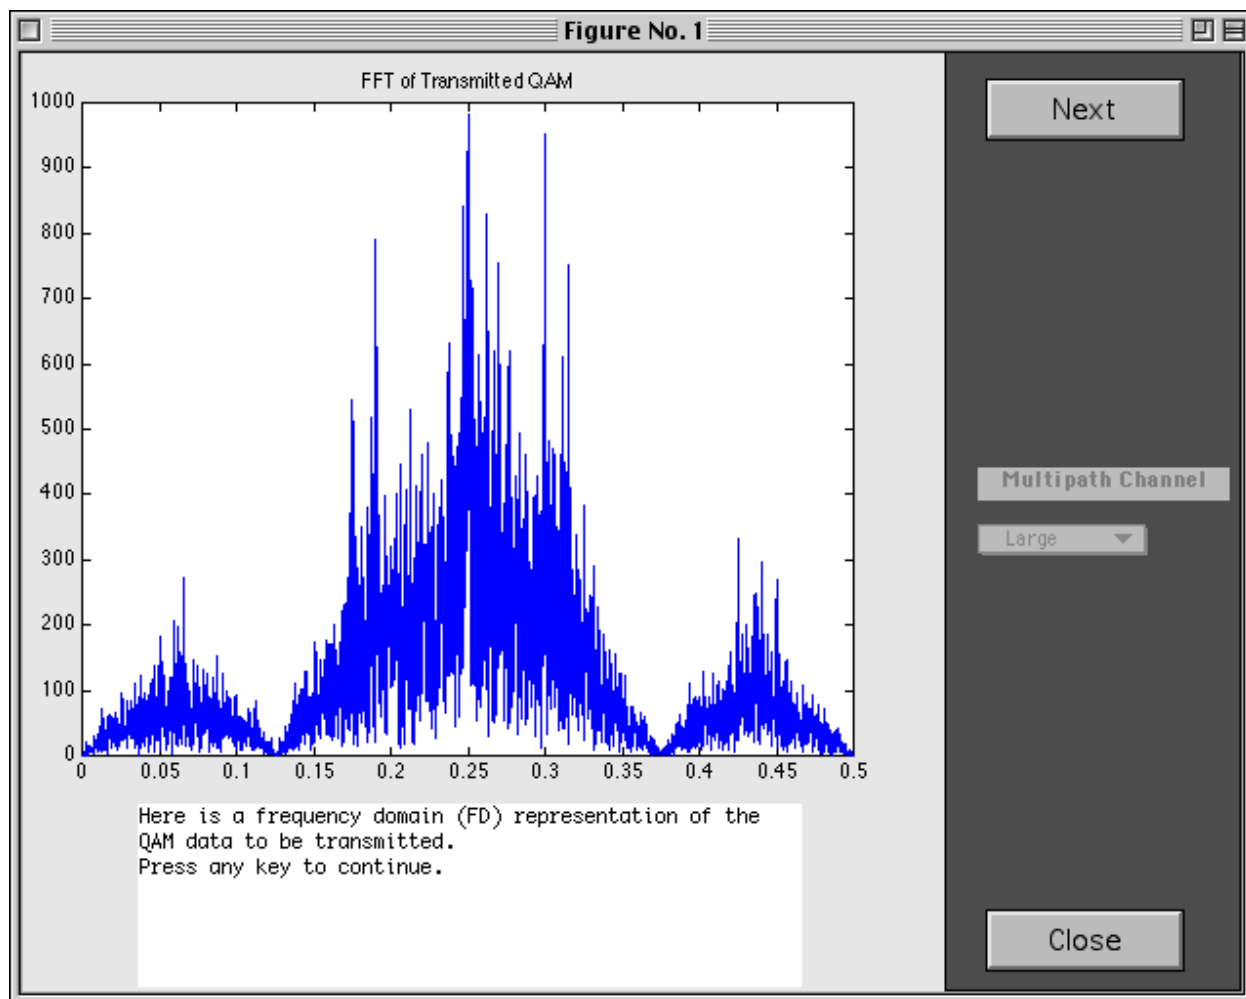 Figure No. 1
FFT of Transmitted QAM
Next
1000
900
800
700
600
500
400
300
200
100
0
0 0.05 0.1 0.15 0.2 0.25 0.3 0.35 0.4 0.45 0.5
Multipath Channel
Large
Here is a frequency domain (FD) representation of the
QAM data to be transmitted.
Press any key to continue.
Close